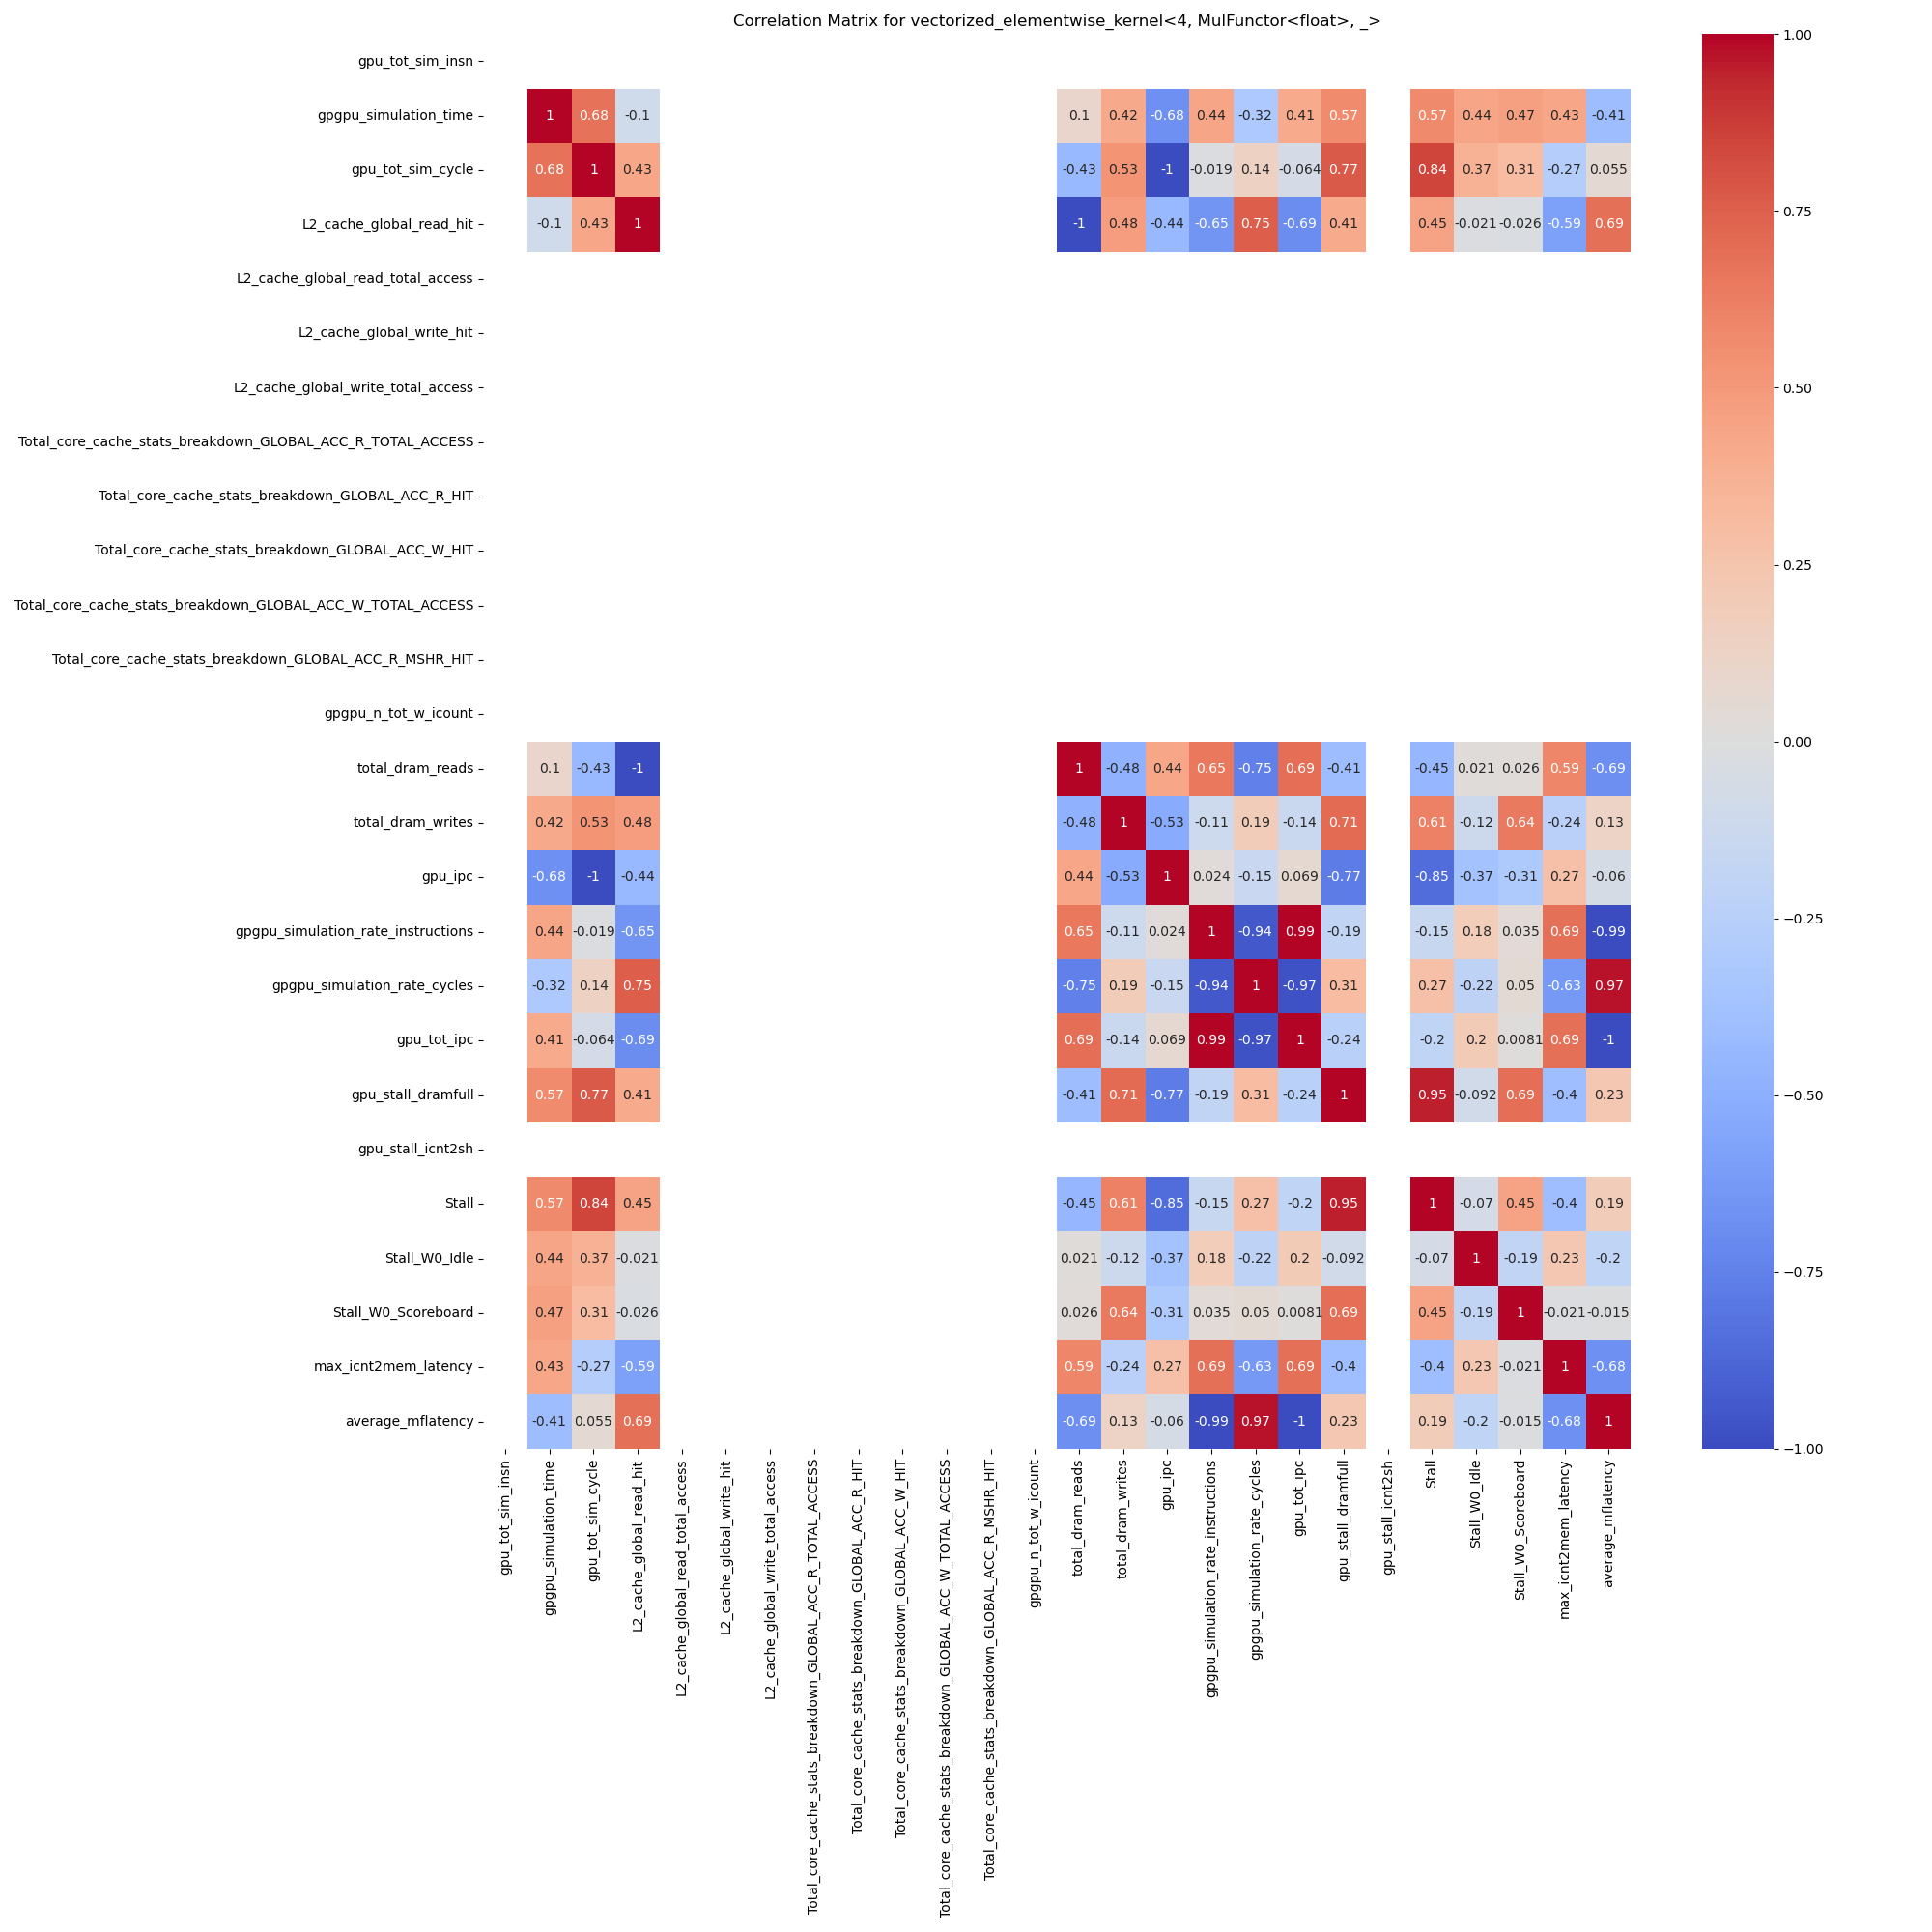 Correlation Matrix for vectorized_elementwise_kernel<4, MulFunctor<float>, _>
gpu_tot_sim_insn
gpgpu_simulation_time 1 0.68 -0.1 0.1 0.42 -0.68 0.44 -0.32 0.41 0.57 0.57 0.44 0.47 0.43 -0.41
gpu_tot_sim_cycle 0.68 1 0.43 -0.43 0.53 -1 -0.019 0.14 -0.064 0.77 0.84 0.37 0.31 -0.27 0.055
L2_cache_global_read_hit -0.1 0.43 1 -1 0.48 -0.44 -0.65 0.75 -0.69 0.41 0.45 -0.021 -0.026 -0.59 0.69
L2_cache_global_read_total_access
L2_cache_global_write_hit
L2_cache_global_write_total_access
Total_core_cache_stats_breakdown_GLOBAL_ACC_R_TOTAL_ACCESS
Total_core_cache_stats_breakdown_GLOBAL_ACC_R_HIT
Total_core_cache_stats_breakdown_GLOBAL_ACC_W_HIT
Total_core_cache_stats_breakdown_GLOBAL_ACC_W_TOTAL_ACCESS
Total_core_cache_stats_breakdown_GLOBAL_ACC_R_MSHR_HIT
gpgpu_n_tot_w_icount
total_dram_reads 0.1 -0.43 -1 1 -0.48 0.44 0.65 -0.75 0.69 -0.41 -0.45 0.021 0.026 0.59 -0.69
total_dram_writes 0.42 0.53 0.48 -0.48 1 -0.53 -0.11 0.19 -0.14 0.71 0.61 -0.12 0.64 -0.24 0.13
gpu_ipc -0.68 -1 -0.44 0.44 -0.53 1 0.024 -0.15 0.069 -0.77 -0.85 -0.37 -0.31 0.27 -0.06
gpgpu_simulation_rate_instructions 0.44 -0.019 -0.65 0.65 -0.11 0.024 1 -0.94 0.99 -0.19 -0.15 0.18 0.035 0.69 -0.99
gpgpu_simulation_rate_cycles -0.32 0.14 0.75 -0.75 0.19 -0.15 -0.94 1 -0.97 0.31 0.27 -0.22 0.05 -0.63 0.97
gpu_tot_ipc 0.41 -0.064 -0.69 0.69 -0.14 0.069 0.99 -0.97 1 -0.24 -0.2 0.2 0.0081 0.69 -1
gpu_stall_dramfull 0.57 0.77 0.41 -0.41 0.71 -0.77 -0.19 0.31 -0.24 1 0.95 -0.092 0.69 -0.4 0.23
gpu_stall_icnt2sh
Stall 0.57 0.84 0.45 -0.45 0.61 -0.85 -0.15 0.27 -0.2 0.95 1 -0.07 0.45 -0.4 0.19
Stall_W0_Idle 0.44 0.37 -0.021 0.021 -0.12 -0.37 0.18 -0.22 0.2 -0.092 -0.07 1 -0.19 0.23 -0.2
Stall_W0_Scoreboard 0.47 0.31 -0.026 0.026 0.64 -0.31 0.035 0.05 0.0081 0.69 0.45 -0.19 1 -0.021 -0.015
max_icnt2mem_latency 0.43 -0.27 -0.59 0.59 -0.24 0.27 0.69 -0.63 0.69 -0.4 -0.4 0.23 -0.021 1 -0.68
average_mflatency -0.41 0.055 0.69 -0.69 0.13 -0.06 -0.99 0.97 -1 0.23 0.19 -0.2 -0.015 -0.68 1
gpu_tot_sim_insn
gpgpu_simulation_time
gpu_tot_sim_cycle
L2_cache_global_read_hit
L2_cache_global_read_total_access
L2_cache_global_write_hit
L2_cache_global_write_total_access
Total_core_cache_stats_breakdown_GLOBAL_ACC_R_TOTAL_ACCESS
Total_core_cache_stats_breakdown_GLOBAL_ACC_R_HIT
Total_core_cache_stats_breakdown_GLOBAL_ACC_W_HIT
Total_core_cache_stats_breakdown_GLOBAL_ACC_W_TOTAL_ACCESS
Total_core_cache_stats_breakdown_GLOBAL_ACC_R_MSHR_HIT
gpgpu_n_tot_w_icount
total_dram_reads
total_dram_writes
gpu_ipc
gpgpu_simulation_rate_instructions
gpgpu_simulation_rate_cycles
gpu_tot_ipc
gpu_stall_dramfull
gpu_stall_icnt2sh
Stall
Stall_W0_Idle
Stall_W0_Scoreboard
max_icnt2mem_latency
average_mflatency
1.00
0.75
0.50
0.25
0.00
−0.25
−0.50
−0.75
−1.00